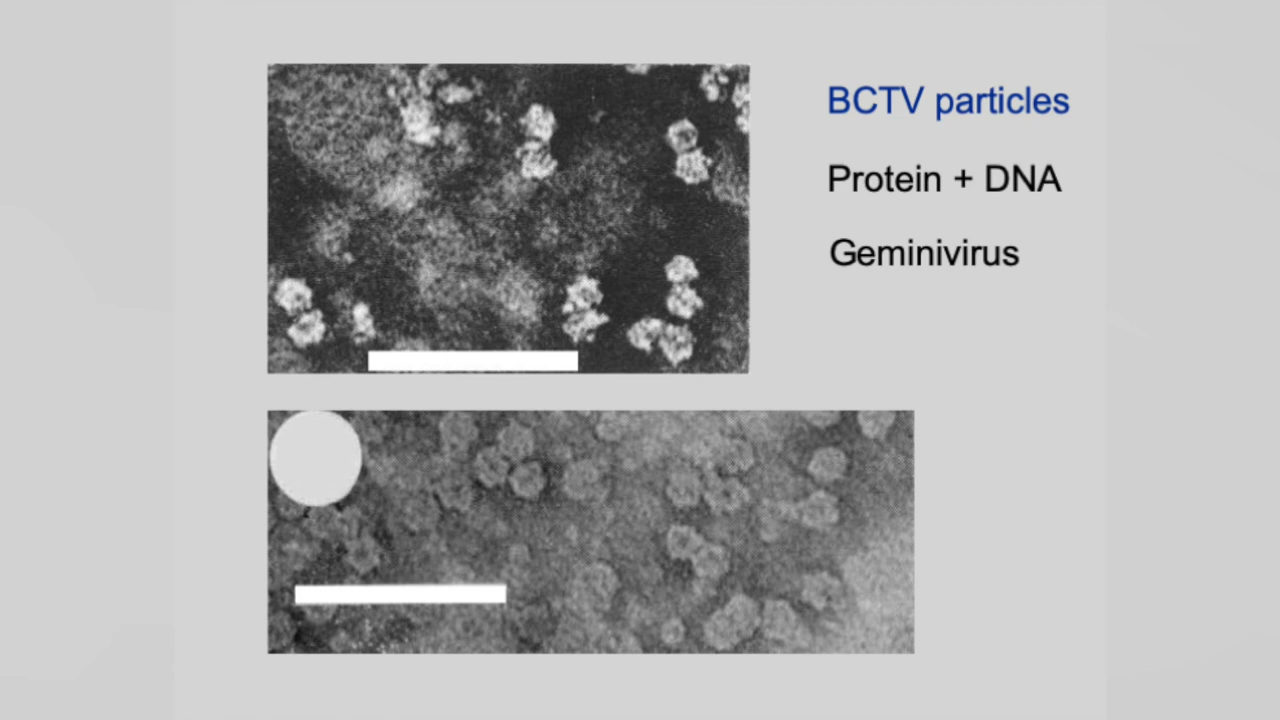 BCTV particles
Protein + DNA
Geminivirus